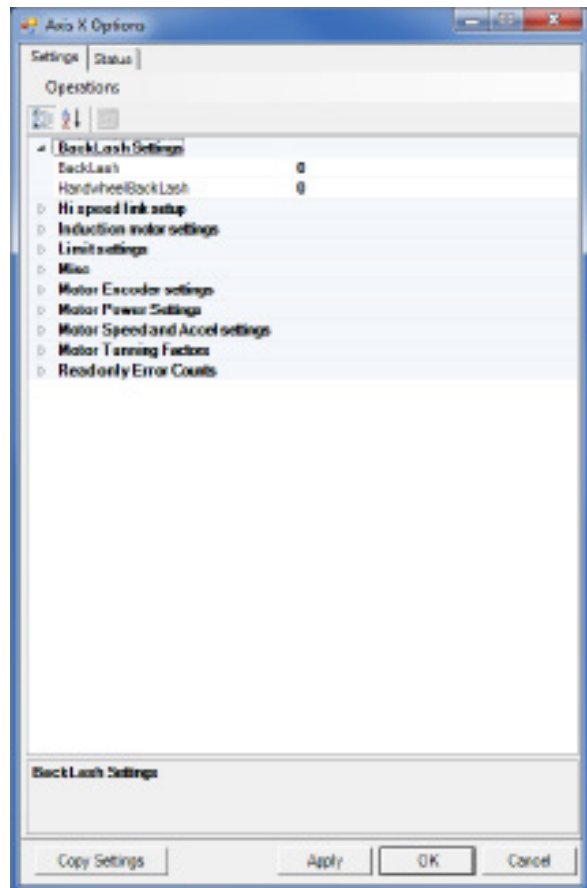 Axis X Options
Settings Status
Operations
BackLash Settings
BackLash 0
HandwheelBackLash 0
Hi speed link setup
Induction motor settings
Limit settings
Misc
Motor Encoder settings
Motor Power Settings
Motor Speed and Accel settings
Motor Tunning Factors
Read only Error Counts
BackLash Settings
Copy Settings Apply OK Cancel